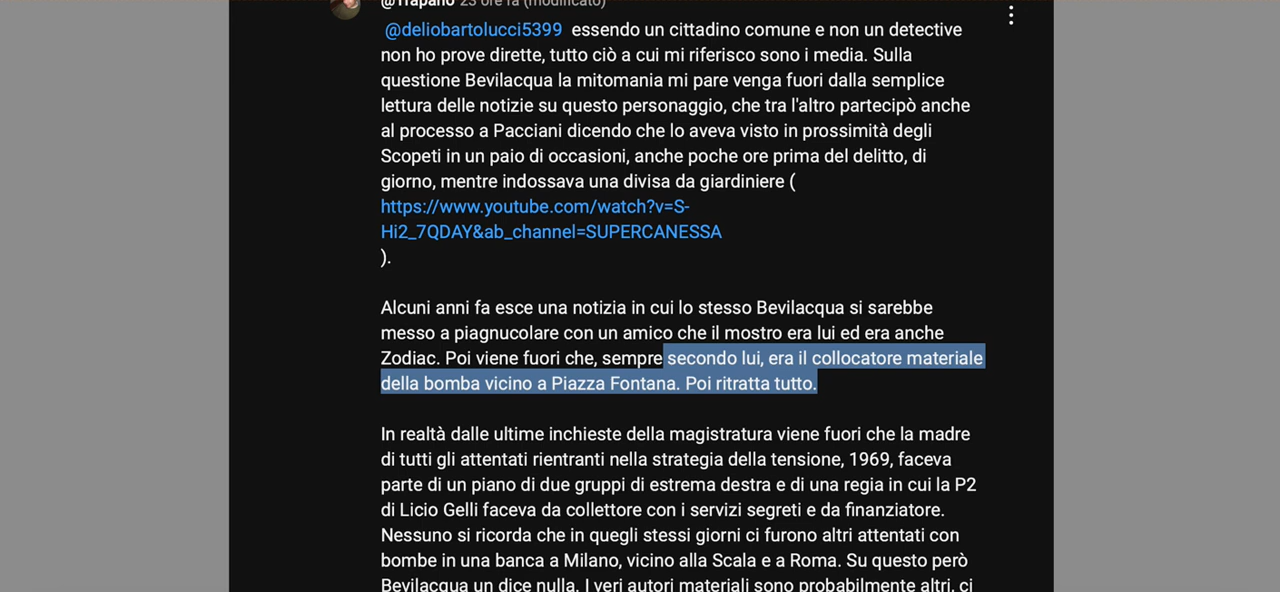 @Trapano 23 ore fa (modificato)
@deliobartolucci5399 essendo un cittadino comune e non un detective
non ho prove dirette, tutto ciò a cui mi riferisco sono i media. Sulla
questione Bevilacqua la mitomania mi pare venga fuori dalla semplice
lettura delle notizie su questo personaggio, che tra l'altro partecipò anche
al processo a Pacciani dicendo che lo aveva visto in prossimità degli
Scopeti in un paio di occasioni, anche poche ore prima del delitto, di
giorno, mentre indossava una divisa da giardiniere (
https://www.youtube.com/watch?v=S-
Hi2_7QDAY&ab_channel=SUPERCANESSA
).
Alcuni anni fa esce una notizia in cui lo stesso Bevilacqua si sarebbe
messo a piagnucolare con un amico che il mostro era lui ed era anche
Zodiac. Poi viene fuori che, sempre secondo lui, era il collocatore materiale
della bomba vicino a Piazza Fontana. Poi ritratta tutto.
In realtà dalle ultime inchieste della magistratura viene fuori che la madre
di tutti gli attentati rientranti nella strategia della tensione, 1969, faceva
parte di un piano di due gruppi di estrema destra e di una regia in cui la P2
di Licio Gelli faceva da collettore con i servizi segreti e da finanziatore.
Nessuno si ricorda che in quegli stessi giorni ci furono altri attentati con
bombe in una banca a Milano, vicino alla Scala e a Roma. Su questo però
Bevilacqua un dice nulla. I veri autori materiali sono probabilmente altri, ci